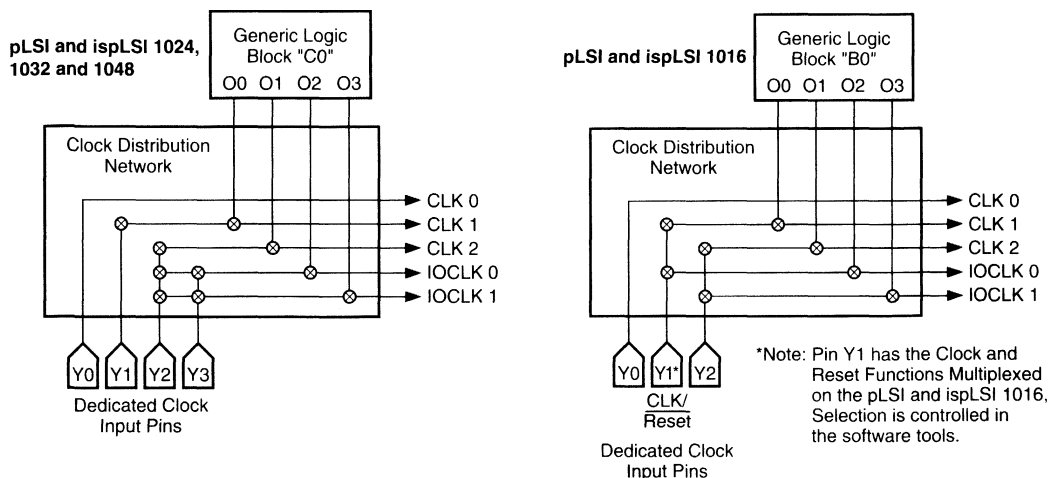 pLSI and ispLSI 1024,
1032 and 1048
Generic Logic
Block "C0"
O0 O1 O2 O3
Clock Distribution
Network
CLK 0
CLK 1
CLK 2
IOCLK 0
IOCLK 1
Y0 Y1 Y2 Y3
Dedicated Clock
Input Pins
pLSI and ispLSI 1016
Generic Logic
Block "B0"
O0 O1 O2 O3
Clock Distribution
Network
CLK 0
CLK 1
CLK 2
IOCLK 0
IOCLK 1
Y0 Y1* Y2
CLK/
Reset
Dedicated Clock
Input Pins
*Note: Pin Y1 has the Clock and
Reset Functions Multiplexed
on the pLSI and ispLSI 1016,
Selection is controlled in
the software tools.